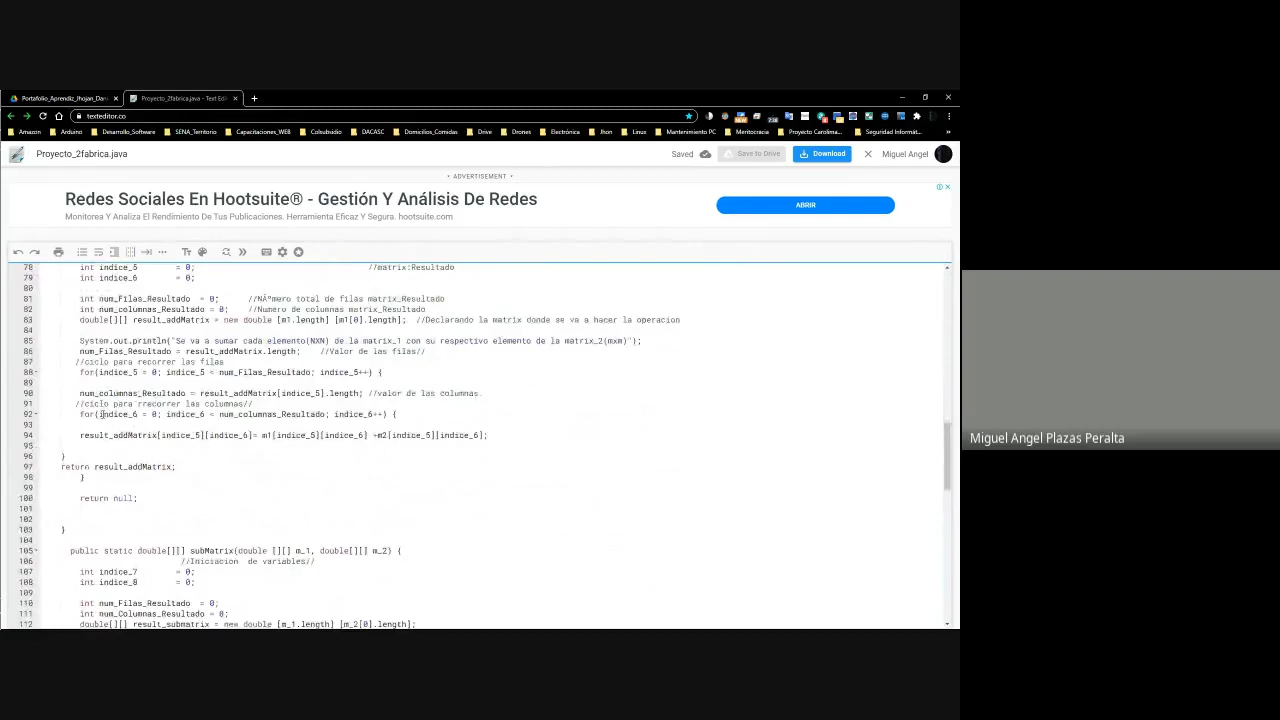 Portafolio_Aprendiz_Jhojan_Dan
Proyecto_2fabrica.java - Text Edi
texteditor.co
Amazon Arduino Desarrollo_Software SENA_Territorio Capacitaciones_WEB Colsubsidio DACASC Domicilios_Comidas Drive Drones Electrónica Jhon Linux Mantenimiento PC Meritocracia Proyecto Carolina... Seguridad Informát...
Proyecto_2fabrica.java Saved Save to Drive Download Miguel Angel
ADVERTISEMENT
Redes Sociales En Hootsuite® - Gestión Y Análisis De Redes
Monitorea Y Analiza El Rendimiento De Tus Publicaciones. Herramienta Eficaz Y Segura. hootsuite.com
ABRIR
78 int indice_5 = 0; //matrix:Resultado
79 int indice_6 = 0;
80
81 int num_Filas_Resultado = 0; //NÃºmero total de filas matrix_Resultado
82 int num_columnas_Resultado = 0; //Numero de columnas matrix_Resultado
83 double[][] result_addMatrix = new double [m1.length] [m1[0].length]; //Declarando la matrix donde se va a hacer la operacion
84
85 System.out.println("Se va a sumar cada elemento(NXN) de la matrix_1 con su respectivo elemento de la matrix_2(mxm)");
86 num_Filas_Resultado = result_addMatrix.length; //Valor de las filas//
87 //ciclo para recorrer las filas
88 for(indice_5 = 0; indice_5 < num_Filas_Resultado; indice_5++) {
89
90 num_columnas_Resultado = result_addMatrix[indice_5].length; //valor de las columnas.
91 //ciclo para rrecorrer las columnas//
92 for(indice_6 = 0; indice_6 < num_columnas_Resultado; indice_6++) {
93
94 result_addMatrix[indice_5][indice_6]= m1[indice_5][indice_6] +m2[indice_5][indice_6];
95
96 }
97 return result_addMatrix;
98 }
99
100 return null;
101
102
103 }
104
105 public static double[][] subMatrix(double [][] m_1, double[][] m_2) {
106 //Iniciacion de variables//
107 int indice_7 = 0;
108 int indice_8 = 0;
109
110 int num_Filas_Resultado = 0;
111 int num_Columnas_Resultado = 0;
112 double[][] result_submatrix = new double [m_1.length] [m_2[0].length];
Miguel Angel Plazas Peralta